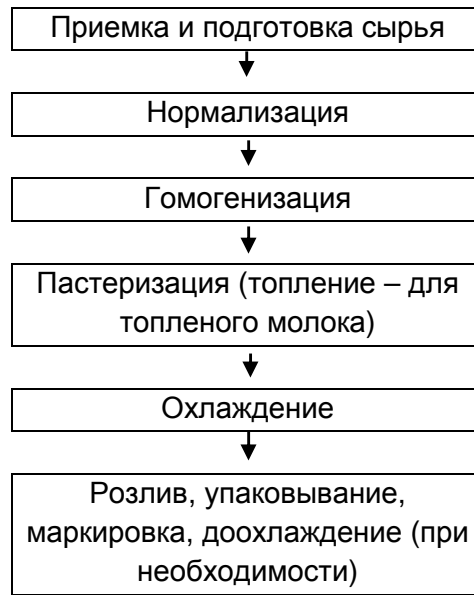 Приемка и подготовка сырья
Нормализация
Гомогенизация
Пастеризация (топление – для
топленого молока)
Охлаждение
Розлив, упаковывание,
маркировка, доохлаждение (при
необходимости)